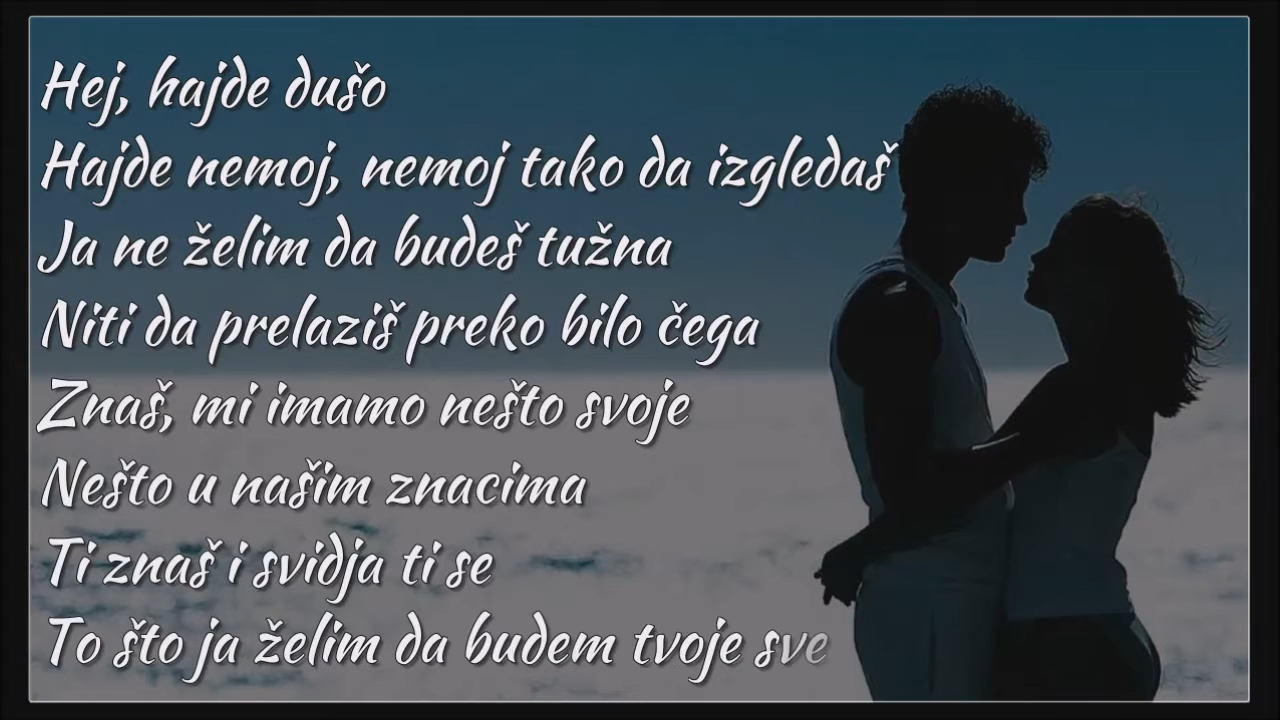 Hej, hajde dušo
Hajde nemoj, nemoj tako da izgledaš
Ja ne želim da budeš tužna
Niti da prelaziš preko bilo čega
Znaš, mi imamo nešto svoje
Nešto u našim znacima
Ti znaš i svidja ti se
To što ja želim da budem tvoje sve